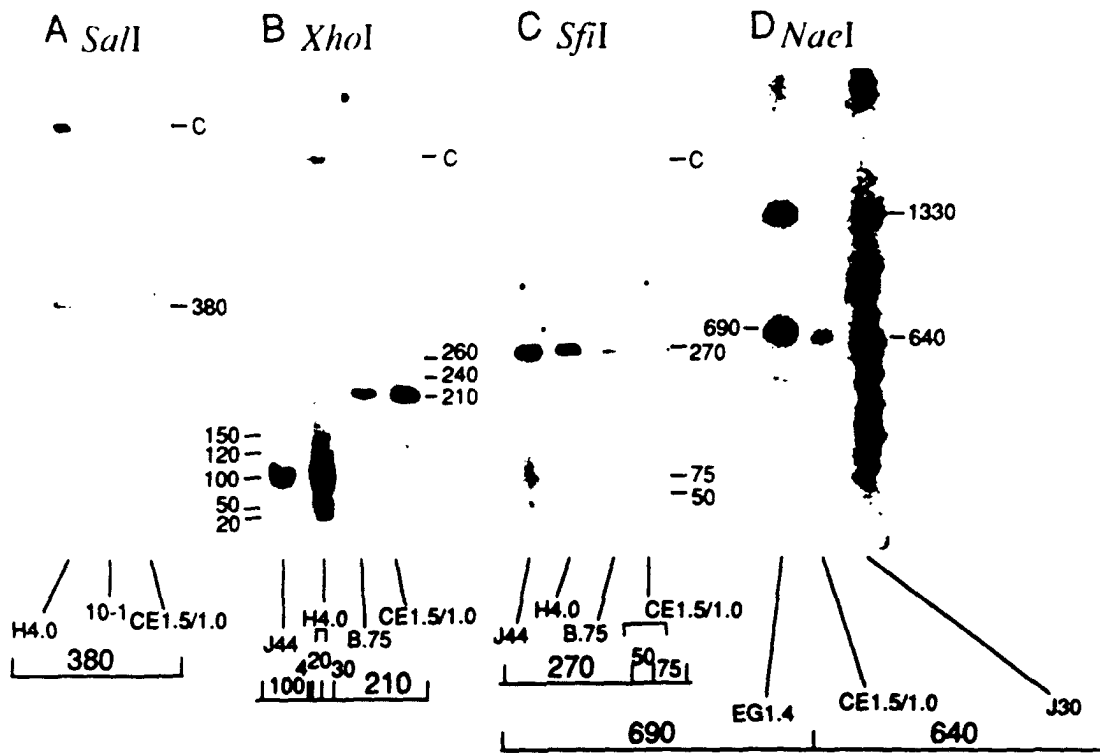 A SalI
B XhoI
C SfiI
D NaeI
C
380
C
260
240
210
150
120
100
50
20
C
270
75
50
1330
690
640
H4.0
10-1
CE1.5/1.0
380
J44
H4.0
B.75
CE1.5/1.0
100
4
20
30
210
J44
H4.0
B.75
CE1.5/1.0
270
50
75
EG1.4
CE1.5/1.0
J30
690
640